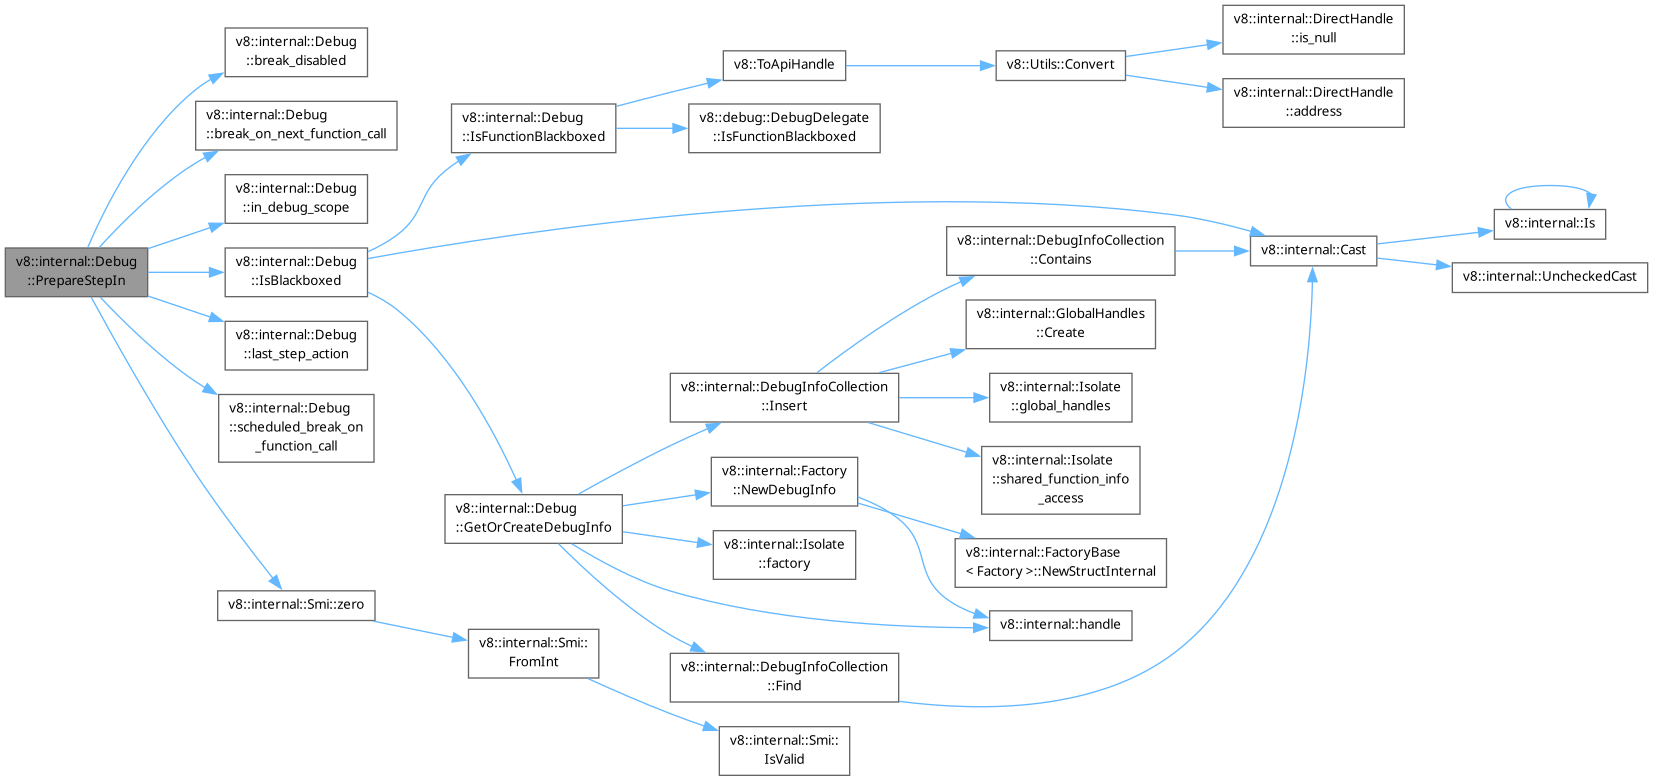 v8::internal::Debug
::PrepareStepIn
v8::internal::Debug
::break_disabled
v8::internal::Debug
::break_on_next_function_call
v8::internal::Debug
::in_debug_scope
v8::internal::Debug
::IsBlackboxed
v8::internal::Debug
::last_step_action
v8::internal::Debug
::scheduled_break_on
_function_call
v8::internal::Smi::zero
v8::internal::Debug
::IsFunctionBlackboxed
v8::internal::Debug
::GetOrCreateDebugInfo
v8::internal::Smi::
FromInt
v8::ToApiHandle
v8::debug::DebugDelegate
::IsFunctionBlackboxed
v8::internal::DebugInfoCollection
::Insert
v8::internal::Factory
::NewDebugInfo
v8::internal::Isolate
::factory
v8::internal::DebugInfoCollection
::Find
v8::internal::Smi::
IsValid
v8::Utils::Convert
v8::internal::DebugInfoCollection
::Contains
v8::internal::GlobalHandles
::Create
v8::internal::Isolate
::global_handles
v8::internal::Isolate
::shared_function_info
_access
v8::internal::FactoryBase
< Factory >::NewStructInternal
v8::internal::handle
v8::internal::DirectHandle
::is_null
v8::internal::DirectHandle
::address
v8::internal::Cast
v8::internal::Is
v8::internal::UncheckedCast